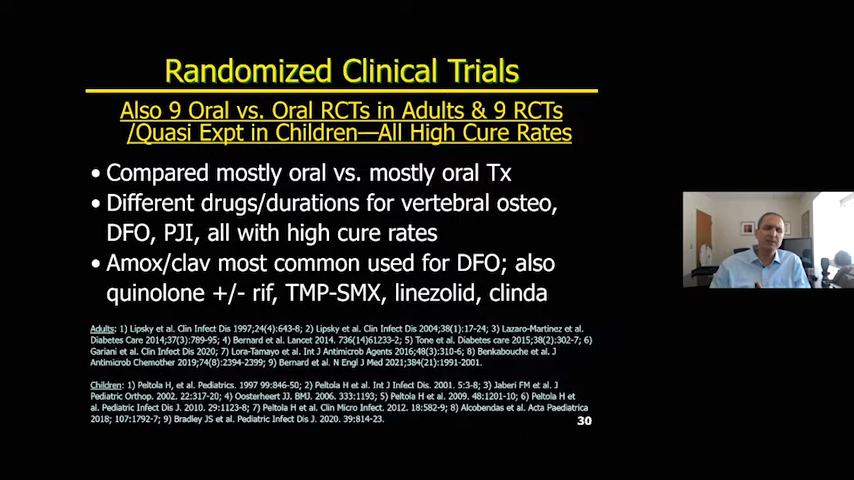 Randomized Clinical Trials
Also 9 Oral vs. Oral RCTs in Adults & 9 RCTs
/Quasi Expt in Children—All High Cure Rates
• Compared mostly oral vs. mostly oral Tx
• Different drugs/durations for vertebral osteo,
DFO, PJI, all with high cure rates
• Amox/clav most common used for DFO; also
quinolone +/- rif, TMP-SMX, linezolid, clinda
Adults: 1) Lipsky et al. Clin Infect Dis 1997;24(4):643-8; 2) Lipsky et al. Clin Infect Dis 2004;38(1):17-24; 3) Lazaro-Martinez et al.
Diabetes Care 2014;37(3):789-95; 4) Bernard et al. Lancet 2014. 736(14)61233-2; 5) Tone et al. Diabetes care 2015;38(2):302-7; 6)
Gariani et al. Clin Infect Dis 2020; 7) Lora-Tamayo et al. Int J Antimicrob Agents 2016;48(3):310-6; 8) Benkabouche et al. J
Antimicrob Chemother 2019;74(8):2394-2399; 9) Bernard et al. N Engl J Med 2021;384(21):1991-2001.
Children: 1) Peltola H, et al. Pediatrics. 1997 99:846-50; 2) Peltola H et al. Int J Infect Dis. 2001. 5:3-8; 3) Jaberi FM et al. J
Pediatric Orthop. 2002. 22:317-20; 4) Oosterheert JJ. BMJ. 2006. 333:1193; 5) Peltola H et al. 2009. 48:1201-10; 6) Peltola H et
al. Pediatric Infect Dis J. 2010. 29:1123-8; 7) Peltola H et al. Clin Micro Infect. 2012. 18:582-9; 8) Alcobendas et al. Acta Paediatrica
2018; 107:1792-7; 9) Bradley JS et al. Pediatric Infect Dis J. 2020. 39:814-23.
30